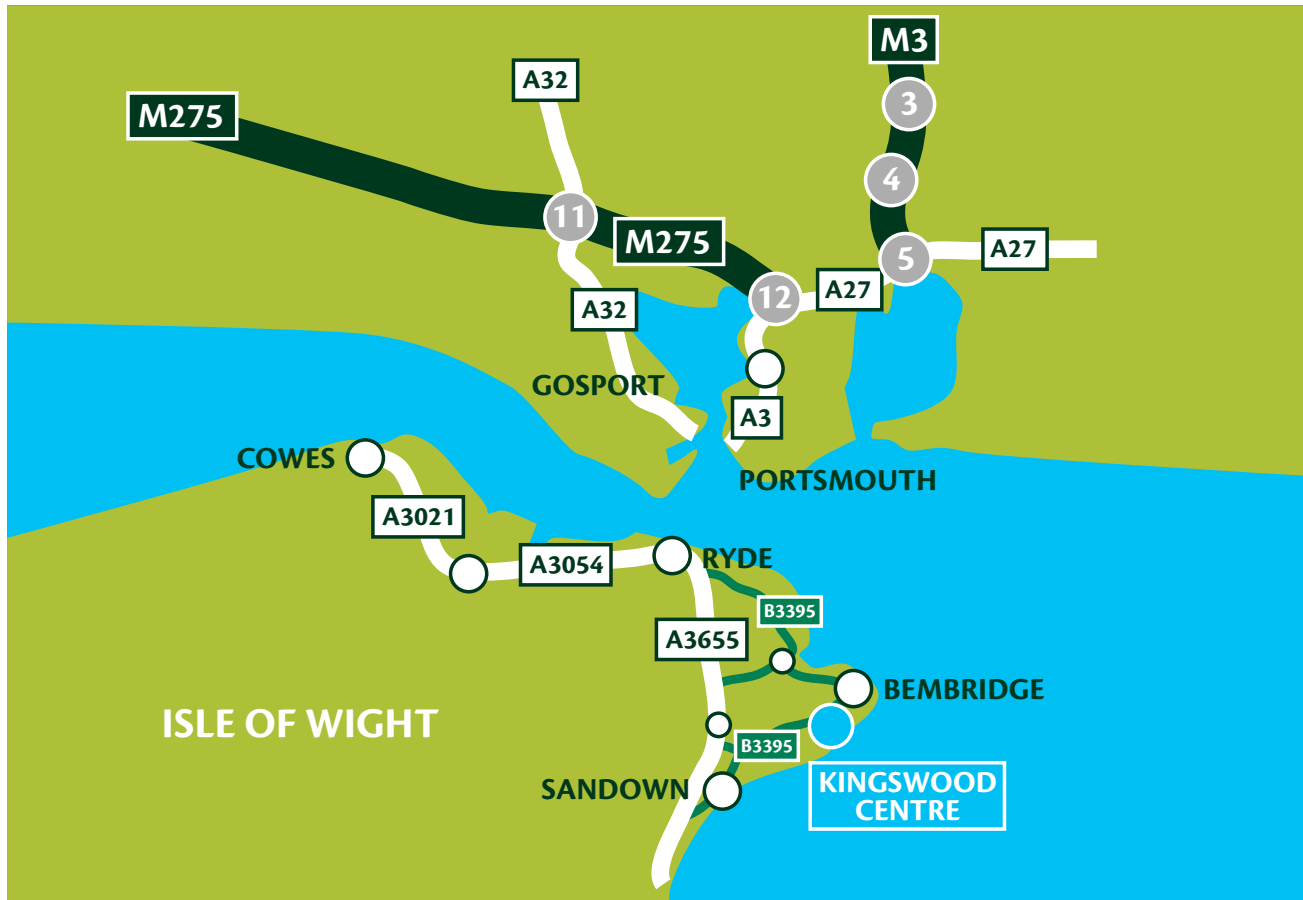 M3
A32
3
M275
4
11
M275
A27
5
12
A27
A32
GOSPORT
A3
COWES
PORTSMOUTH
A3021
A3054
RYDE
B3395
A3655
BEMBRIDGE
ISLE OF WIGHT
B3395
SANDOWN
KINGSWOOD
CENTRE